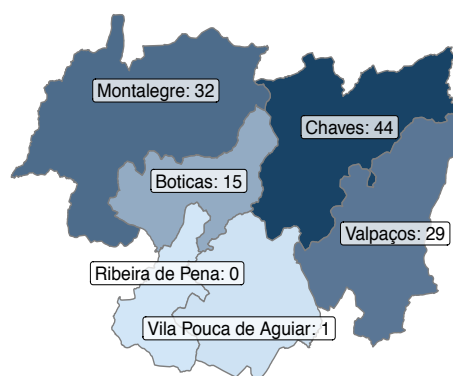 Montalegre: 32
Chaves: 44
Boticas: 15
Valpaços: 29
Ribeira de Pena: 0
Vila Pouca de Aguiar: 1